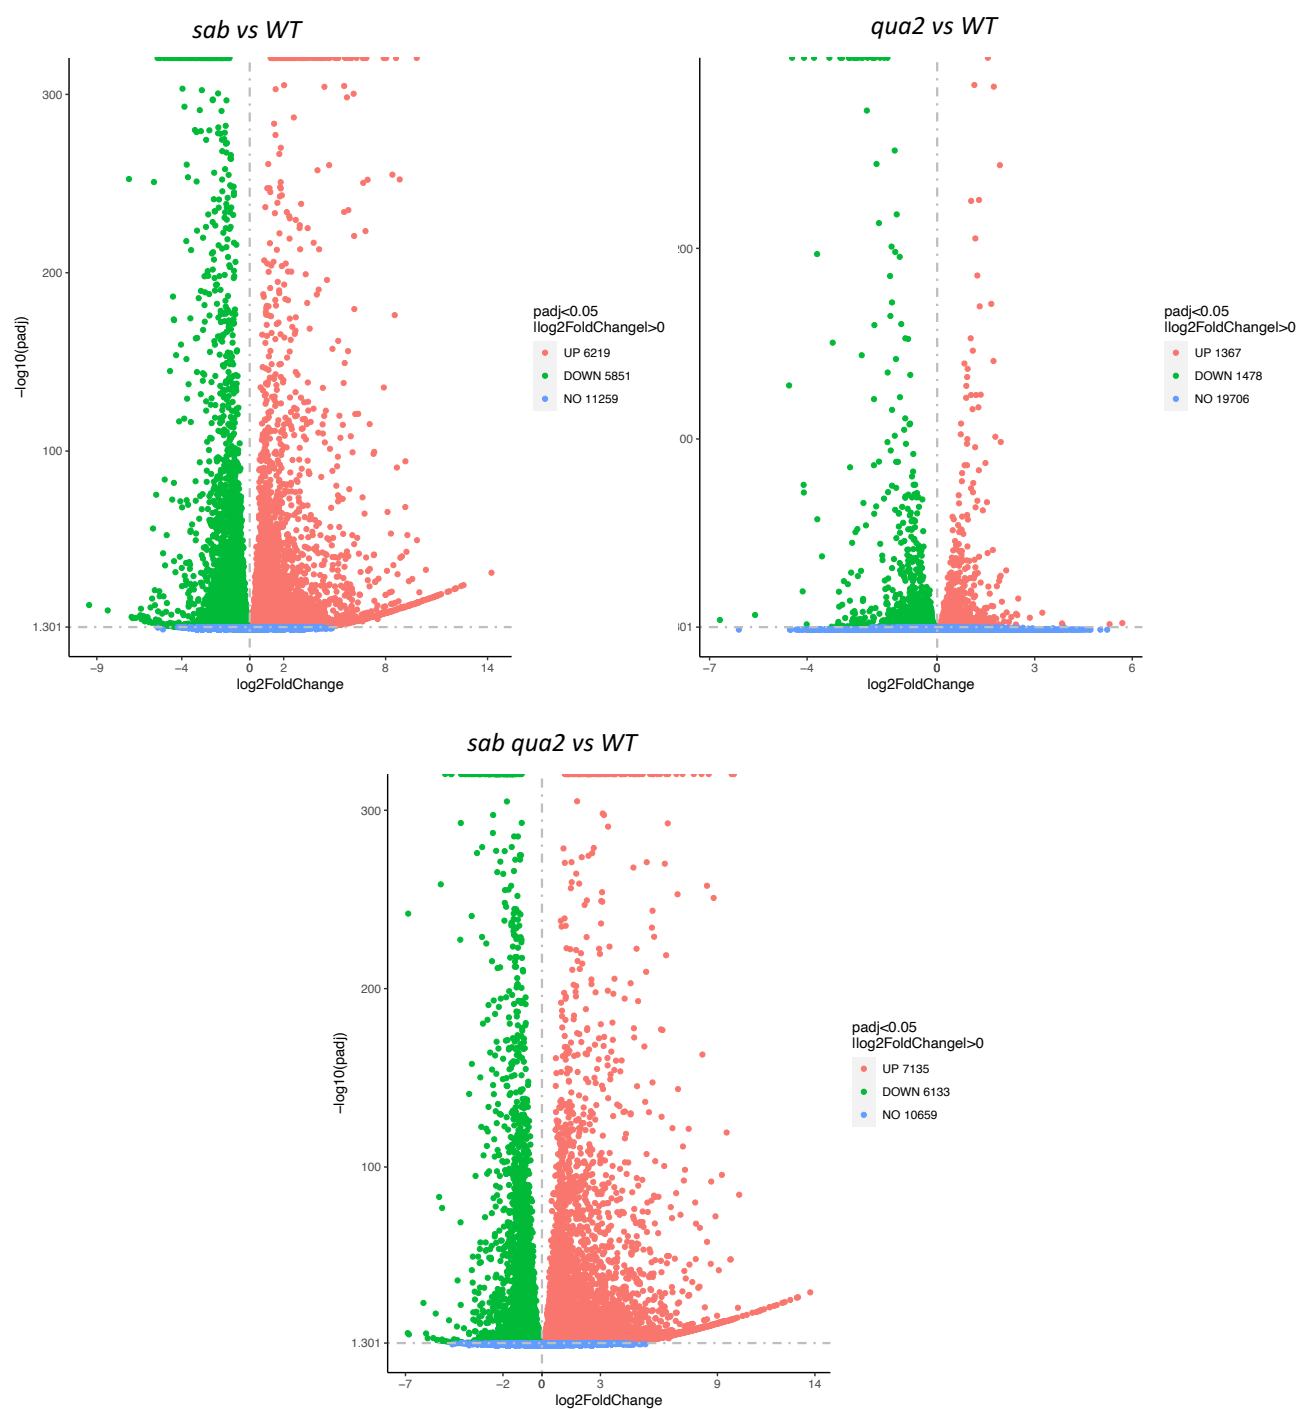 sab vs WT
300
200
100
1.301
−log10(padj)
−9
−4
0
2
8
14
log2FoldChange
padj<0.05
|log2FoldChange|>0
UP 6219
DOWN 5851
NO 11259
qua2 vs WT
00
00
01
−7
−4
0
3
6
log2FoldChange
padj<0.05
|log2FoldChange|>0
UP 1367
DOWN 1478
NO 19706
sab qua2 vs WT
300
200
100
1.301
−log10(padj)
−7
−2
0
3
9
14
log2FoldChange
padj<0.05
|log2FoldChange|>0
UP 7135
DOWN 6133
NO 10659